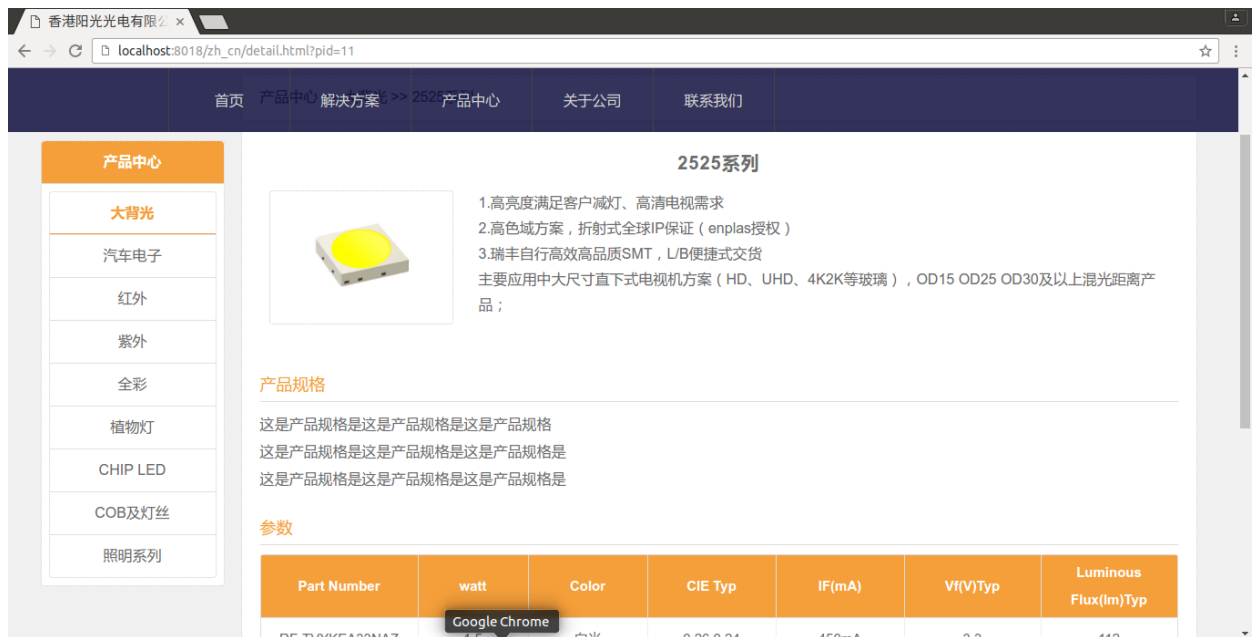 香港阳光光电有限公
localhost:8018/zh_cn/detail.html?pid=11
首页 解决方案 产品中心 关于公司 联系我们
产品中心 >> 大背光 >> 2525系列
产品中心
大背光
汽车电子
红外
紫外
全彩
植物灯
CHIP LED
COB及灯丝
照明系列
2525系列
1.高亮度满足客户减灯、高清电视需求
2.高色域方案，折射式全球IP保证（enplas授权）
3.瑞丰自行高效高品质SMT，L/B便捷式交货
主要应用中大尺寸直下式电视机方案（HD、UHD、4K2K等玻璃），OD15 OD25 OD30及以上混光距离产
品；
产品规格
这是产品规格是这是产品规格是这是产品规格
这是产品规格是这是产品规格是这是产品规格是
这是产品规格是这是产品规格是这是产品规格是
参数
Part Number watt Color CIE Typ IF(mA) Vf(V)Typ Luminous
Flux(lm)Typ
Google Chrome